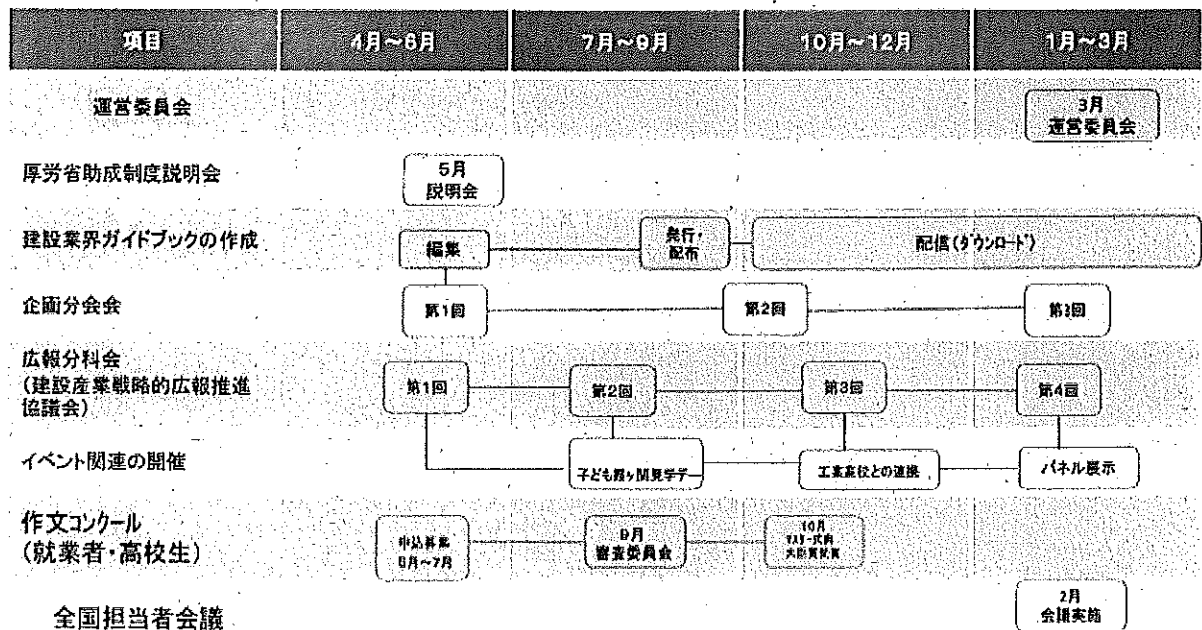 項目 4月～6月 7月～9月 10月～12月 1月～3月
運営委員会
3月
運営委員会
厚労省助成制度説明会
5月
説明会
建設業界ガイドブックの作成
編集
発行・
配布
配信(ダウンロード)
企画分会会
第1回 第2回 第3回
広報分科会
(建設産業戦略的広報推進
協議会)
第1回 第2回 第3回 第4回
イベント関連の開催
子ども霞ヶ関見学デー
工業高校との連携
パネル展示
作文コンクール
(就業者・高校生)
申込募集
9月
審査委員会
10月
大臣賞授賞
全国担当者会議
2月
会議実施